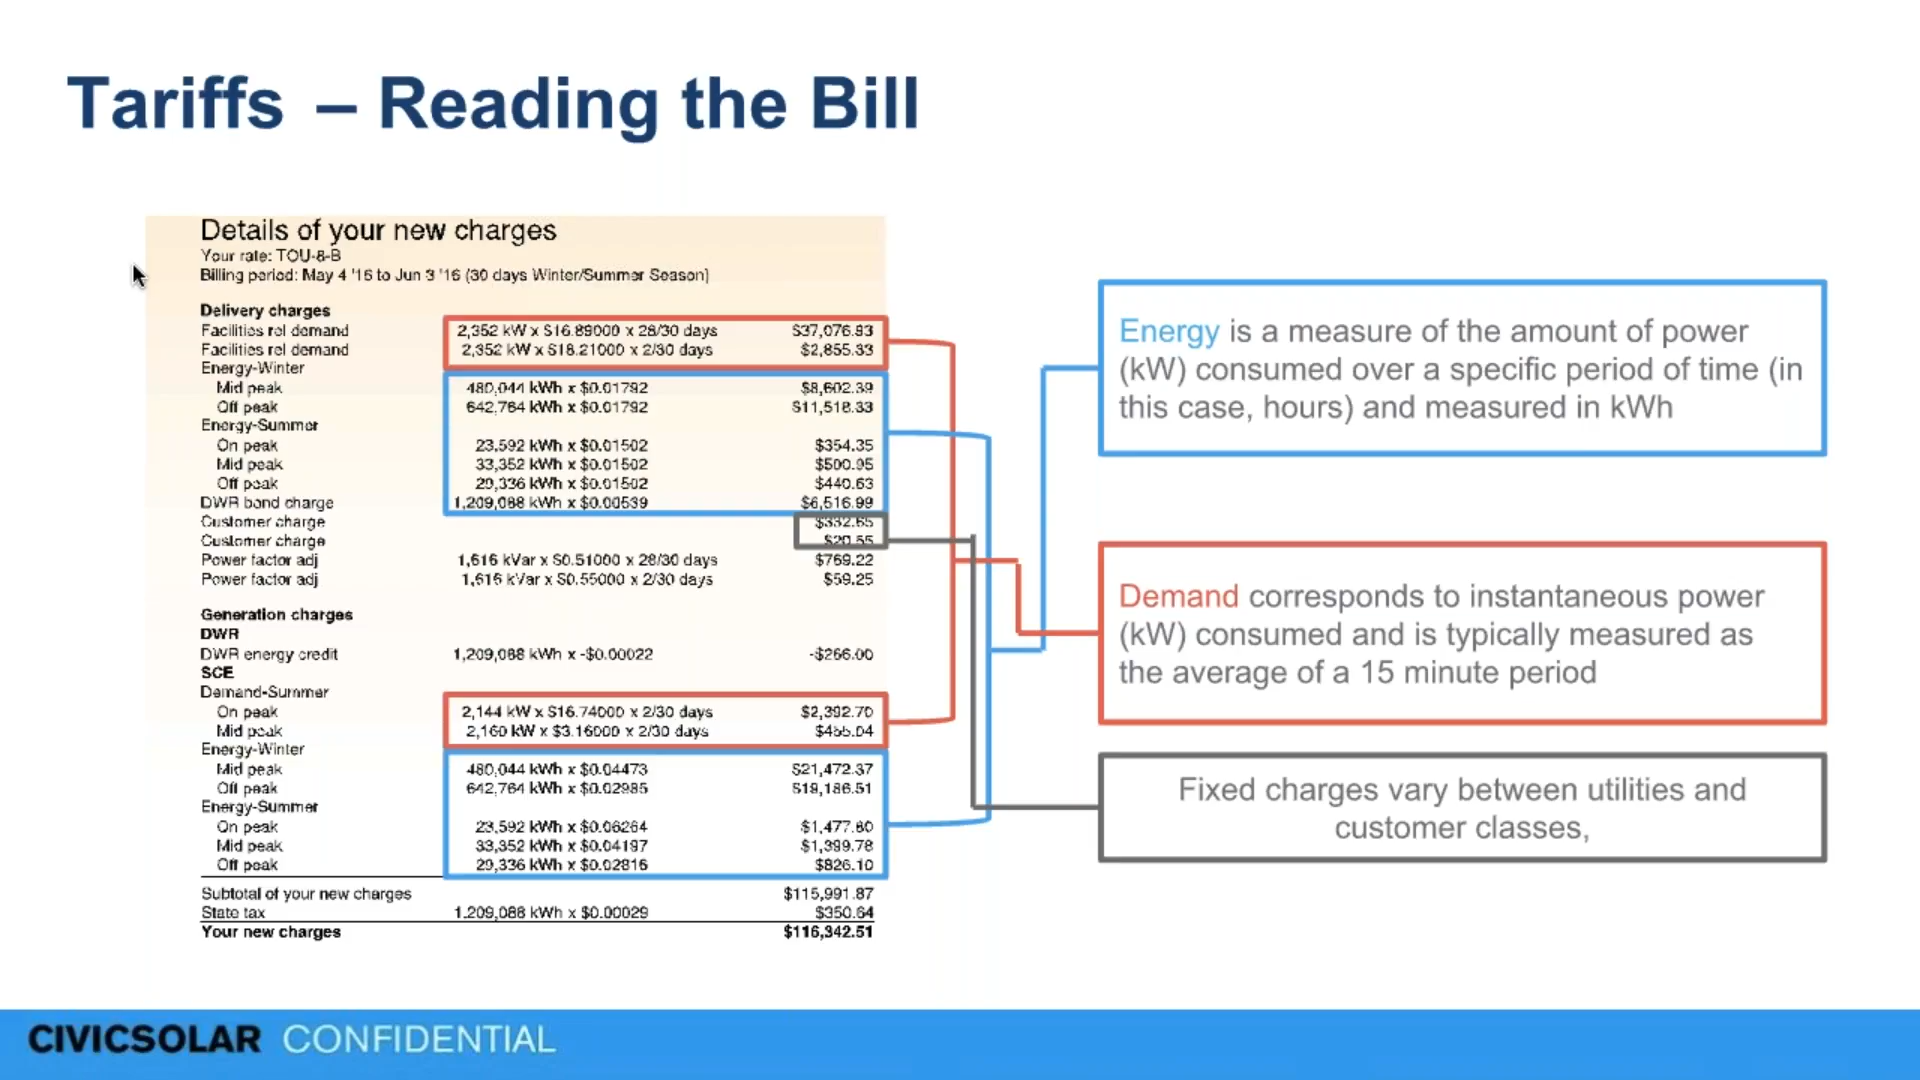 Tariffs – Reading the Bill
Details of your new charges
Your rate: TOU-8-B
Billing period: May 4 '16 to Jun 3 '16 (30 days Winter/Summer Season)
Delivery charges
Facilities rel demand 2,352 kW x $16.89000 x 28/30 days $37,076.93
Facilities rel demand 2,352 kW x $18.21000 x 2/30 days $2,855.33
Energy-Winter
Mid peak 480,044 kWh x $0.01792 $8,602.39
Off peak 642,764 kWh x $0.01792 $11,518.33
Energy-Summer
On peak 23,592 kWh x $0.01502 $354.35
Mid peak 33,352 kWh x $0.01502 $500.95
Off peak 29,336 kWh x $0.01502 $440.63
DWR bond charge 1,209,088 kWh x $0.00539 $6,516.99
Customer charge $332.65
Customer charge $20.55
Power factor adj 1,616 kVar x $0.51000 x 28/30 days $769.22
Power factor adj 1,616 kVar x $0.55000 x 2/30 days $59.25
Generation charges
DWR
DWR energy credit 1,209,088 kWh x -$0.00022 -$266.00
SCE
Demand-Summer
On peak 2,144 kW x $16.74000 x 2/30 days $2,392.70
Mid peak 2,160 kW x $3.16000 x 2/30 days $455.04
Energy-Winter
Mid peak 480,044 kWh x $0.04473 $21,472.37
Off peak 642,764 kWh x $0.02985 $19,186.51
Energy-Summer
On peak 23,592 kWh x $0.06264 $1,477.80
Mid peak 33,352 kWh x $0.04197 $1,399.78
Off peak 29,336 kWh x $0.02816 $826.10
Subtotal of your new charges $115,991.87
State tax 1,209,088 kWh x $0.00029 $350.64
Your new charges $116,342.51
Energy is a measure of the amount of power
(kW) consumed over a specific period of time (in
this case, hours) and measured in kWh
Demand corresponds to instantaneous power
(kW) consumed and is typically measured as
the average of a 15 minute period
Fixed charges vary between utilities and
customer classes,
CIVICSOLAR CONFIDENTIAL